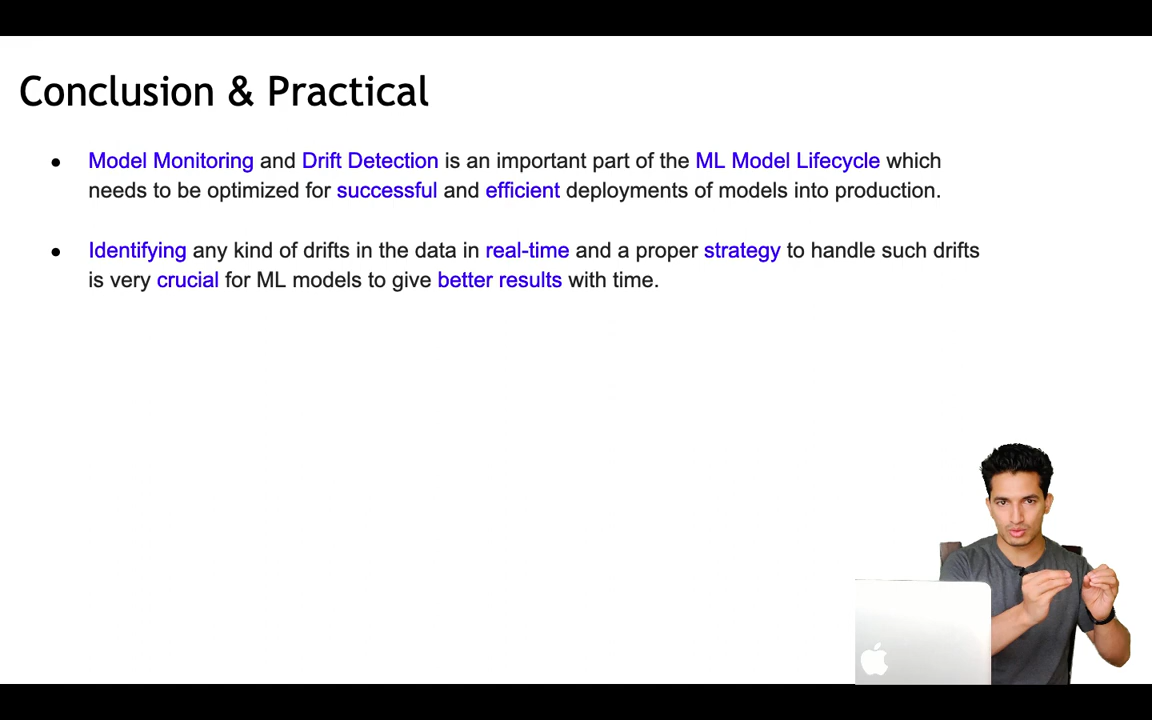 Conclusion & Practical
● Model Monitoring and Drift Detection is an important part of the ML Model Lifecycle which
needs to be optimized for successful and efficient deployments of models into production.
● Identifying any kind of drifts in the data in real-time and a proper strategy to handle such drifts
is very crucial for ML models to give better results with time.